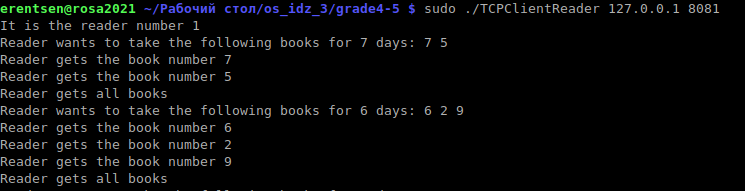 erentsen@rosa2021 ~/Рабочий стол/os_idz_3/grade4-5 $ sudo ./TCPClientReader 127.0.0.1 8081
It is the reader number 1
Reader wants to take the following books for 7 days: 7 5
Reader gets the book number 7
Reader gets the book number 5
Reader gets all books
Reader wants to take the following books for 6 days: 6 2 9
Reader gets the book number 6
Reader gets the book number 2
Reader gets the book number 9
Reader gets all books